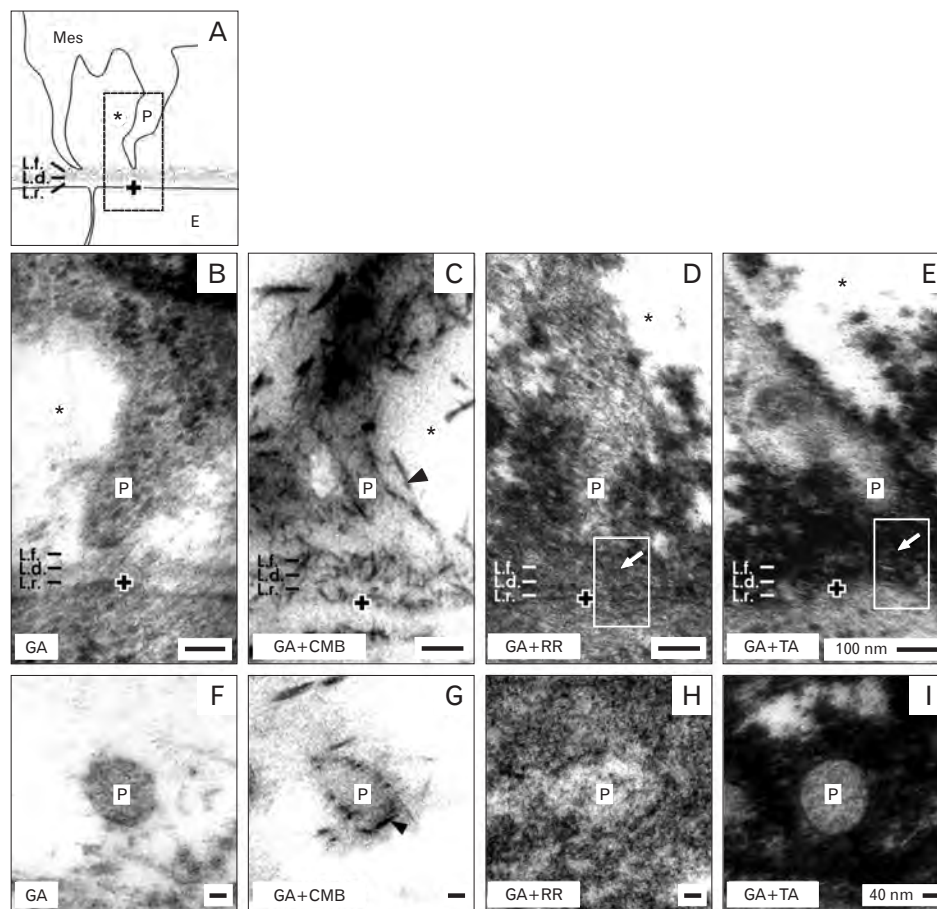 A
Mes
* P
L.f.
L.d.
L.r.
+
E
B
*
P
L.f.
L.d.
L.r.
+
GA
C
*
P
L.f.
L.d.
L.r.
+
GA+CMB
D
*
P
L.f.
L.d.
L.r.
+
GA+RR
E
*
P
L.f.
L.d.
L.r.
+
GA+TA
100 nm
F
P
GA
G
P
GA+CMB
H
P
GA+RR
I
P
GA+TA
40 nm